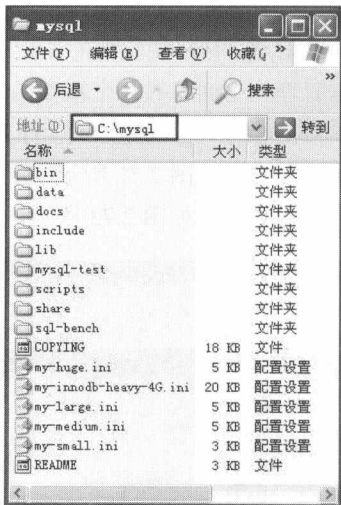 mysql
文件(F) 编辑(E) 查看(V) 收藏( »
后退 搜索 »
地址(D) C:\mysql 转到
名称 大小 类型
bin 文件夹
data 文件夹
docs 文件夹
include 文件夹
lib 文件夹
mysql-test 文件夹
scripts 文件夹
share 文件夹
sql-bench 文件夹
COPYING 18 KB 文件
my-huge.ini 5 KB 配置设置
my-innodb-heavy-4G.ini 20 KB 配置设置
my-large.ini 5 KB 配置设置
my-medium.ini 5 KB 配置设置
my-small.ini 3 KB 配置设置
README 3 KB 文件